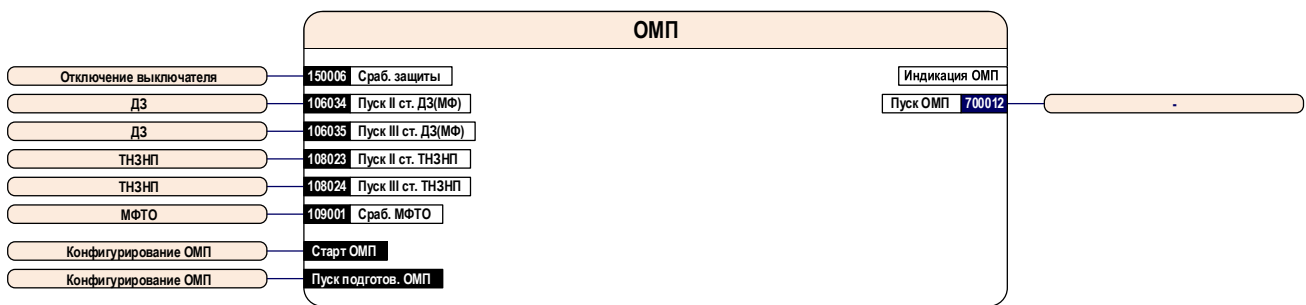 ОМП
Отключение выключателя 150006 Сраб. защиты Индикация ОМП
ДЗ 106034 Пуск II ст. ДЗ(МФ) Пуск ОМП 700012 -
ДЗ 106035 Пуск III ст. ДЗ(МФ)
ТНЗНП 108023 Пуск II ст. ТНЗНП
ТНЗНП 108024 Пуск III ст. ТНЗНП
МФТО 109001 Сраб. МФТО
Конфигурирование ОМП Старт ОМП
Конфигурирование ОМП Пуск подготов. ОМП